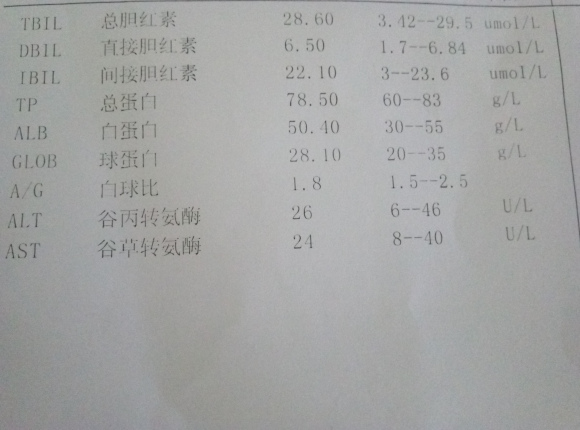 TBIL 总胆红素 28.60 3.42--29.5 umol/L
DBIL 直接胆红素 6.50 1.7--6.84 umol/L
IBIL 间接胆红素 22.10 3--23.6 umol/L
TP 总蛋白 78.50 60--83 g/L
ALB 白蛋白 50.40 30--55 g/L
GLOB 球蛋白 28.10 20--35 g/L
A/G 白球比 1.8 1.5--2.5
ALT 谷丙转氨酶 26 6--46 U/L
AST 谷草转氨酶 24 8--40 U/L